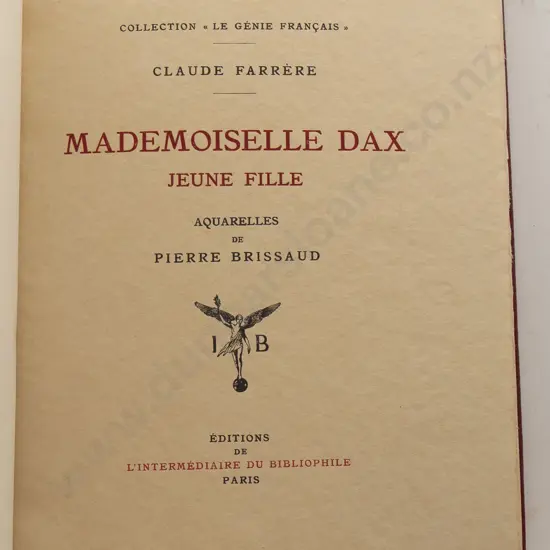 COLLECTION « LE GÉNIE FRANÇAIS »
CLAUDE FARRÈRE
MADEMOISELLE DAX
JEUNE FILLE
AQUARELLES
DE
PIERRE BRISSAUD
I B
ÉDITIONS
DE
L'INTERMÉDIAIRE DU BIBLIOPHILE
PARIS